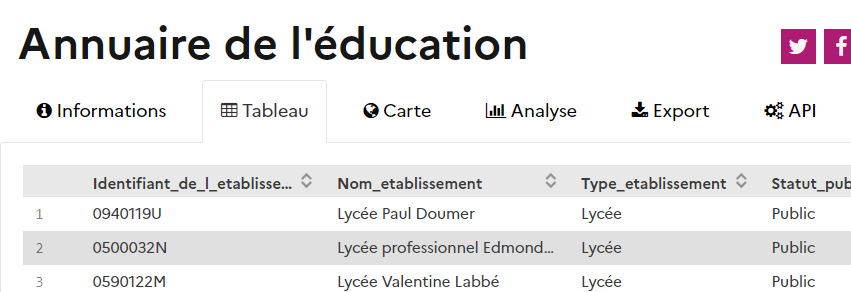 Annuaire de l'éducation
Informations Tableau Carte Analyse Export API
Identifiant_de_l_etablisse... Nom_etablissement Type_etablissement Statut_pub
1 0940119U Lycée Paul Doumer Lycée Public
2 0500032N Lycée professionnel Edmond... Lycée Public
3 0590122M Lycée Valentine Labbé Lycée Public